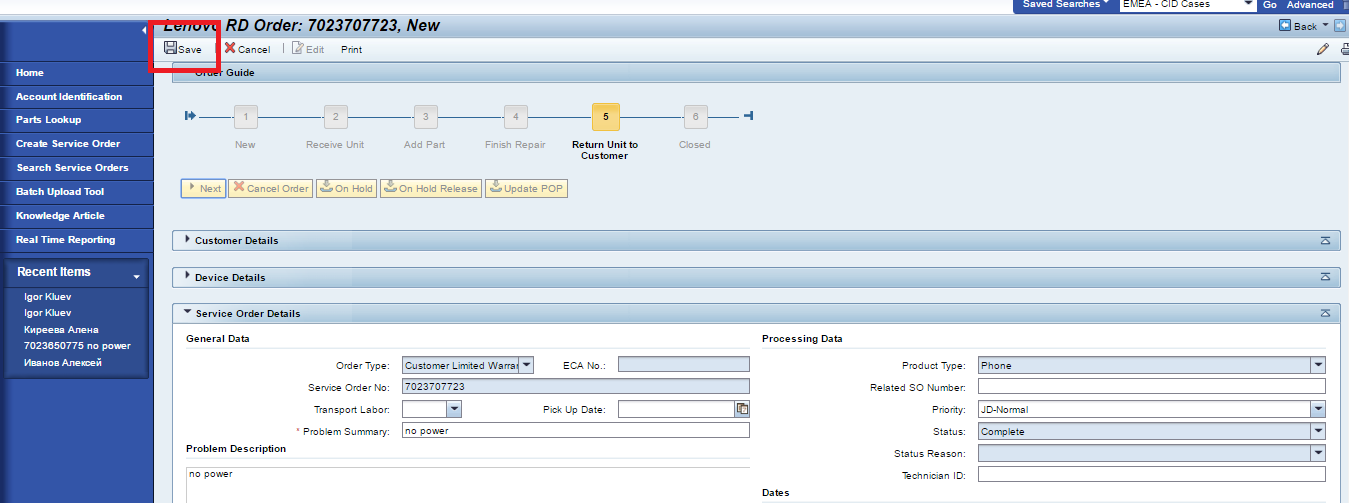 Saved Searches EMEA - CID Cases Go Advanced
Lenovo RD Order: 7023707723, New
Back
Save Cancel Edit Print
Home
Account Identification
Parts Lookup
Create Service Order
Search Service Orders
Batch Upload Tool
Knowledge Article
Real Time Reporting
Recent Items
Igor Kluev
Igor Kluev
Киреева Алена
7023650775 no power
Иванов Алексей
Order Guide
1 2 3 4 5 6
New Receive Unit Add Part Finish Repair Return Unit to Customer Closed
Next Cancel Order On Hold On Hold Release Update POP
Customer Details
Device Details
Service Order Details
General Data
Order Type: Customer Limited Warrar ECA No.:
Service Order No: 7023707723
Transport Labor: Pick Up Date:
* Problem Summary: no power
Problem Description
no power
Processing Data
Product Type: Phone
Related SO Number:
Priority: JD-Normal
Status: Complete
Status Reason:
Technician ID:
Dates